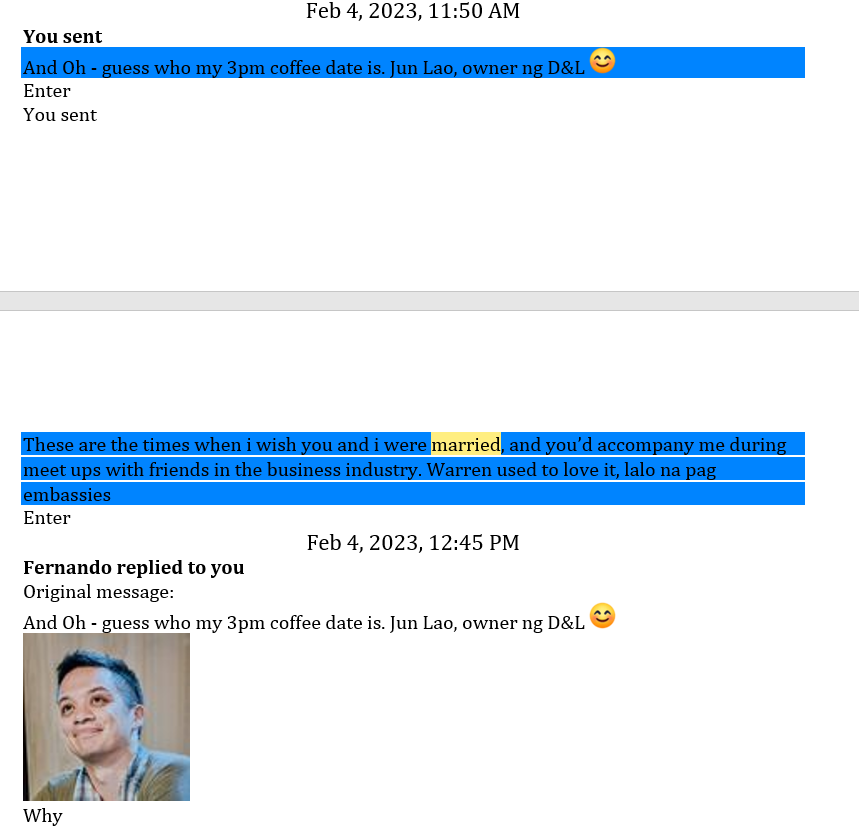 Feb 4, 2023, 11:50 AM
You sent
And Oh - guess who my 3pm coffee date is. Jun Lao, owner ng D&L 😊
Enter
You sent
These are the times when i wish you and i were married, and you’d accompany me during
meet ups with friends in the business industry. Warren used to love it, lalo na pag
embassies
Enter
Feb 4, 2023, 12:45 PM
Fernando replied to you
Original message:
And Oh - guess who my 3pm coffee date is. Jun Lao, owner ng D&L 😊
Why